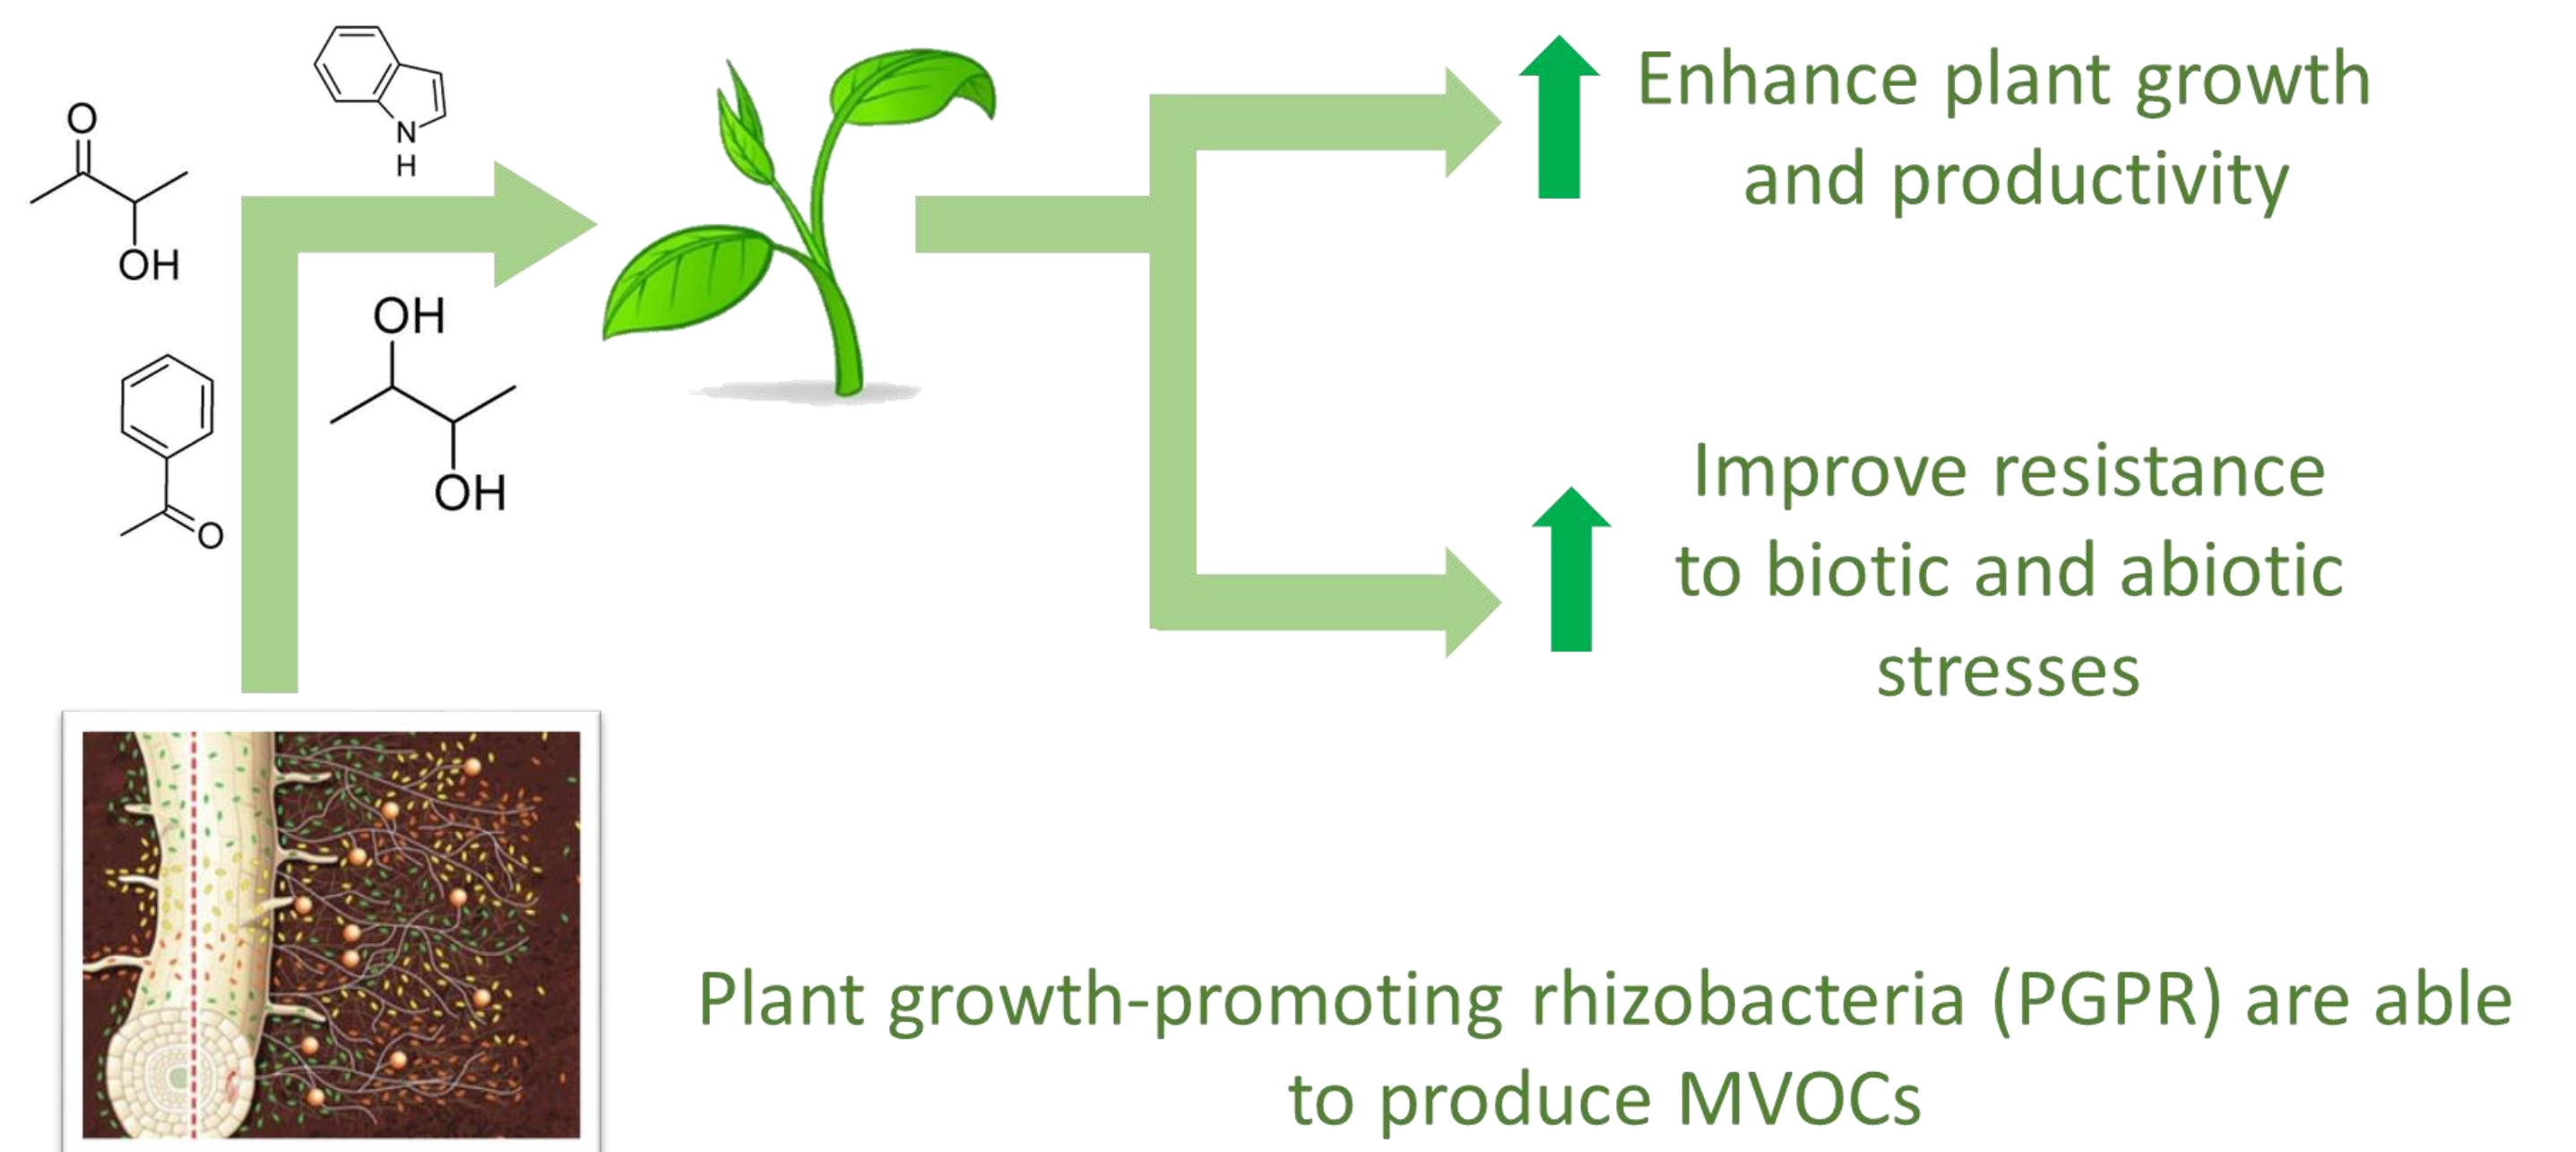 O
OH
N
H
OH
OH
O
Enhance plant growth
and productivity
Improve resistance
to biotic and abiotic
stresses
Plant growth-promoting rhizobacteria (PGPR) are able
to produce MVOCs